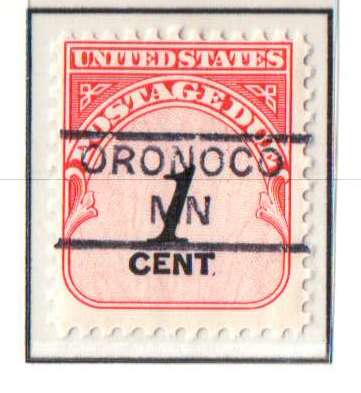 UNITED STATES
POSTAGE DUE
ORONOCO
1
MN
CENT